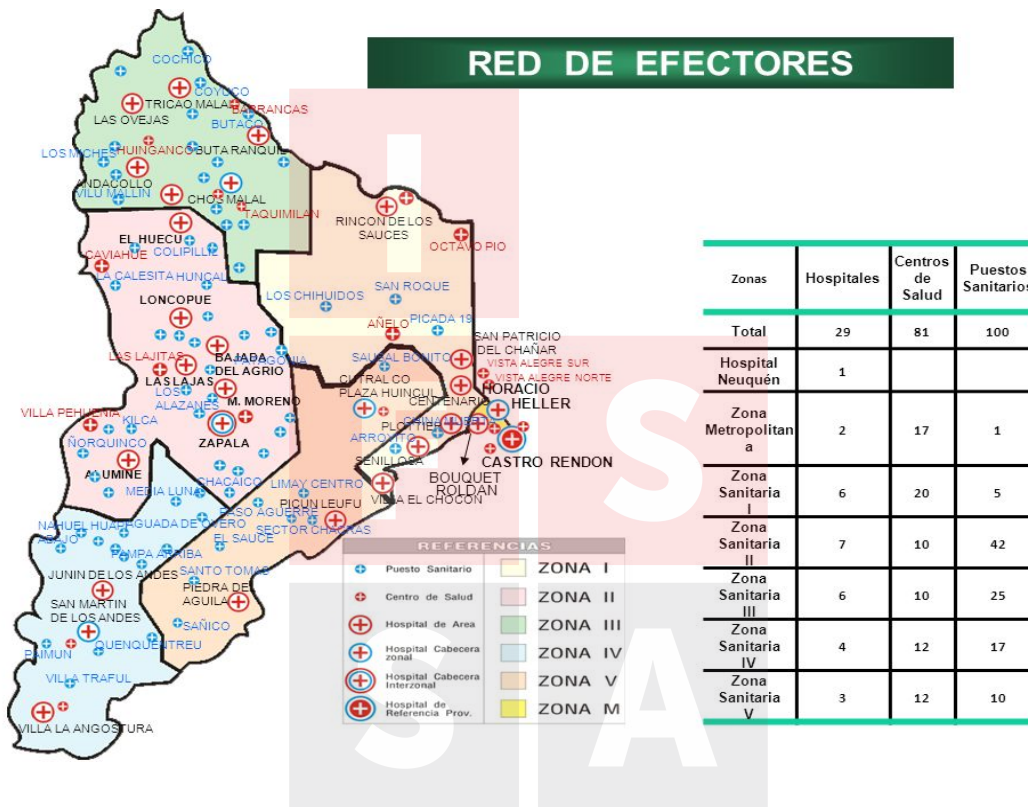 RED DE EFECTORES
COCHICO
COYUCO
TRICAO MALAL
BARRANCAS
LAS OVEJAS
BUTACO
LOS MICHES
HUINGANCO
BUTA RANQUIL
ANDACOLLO
VILU MALLIN
CHOS MALAL
TAQUIMILAN
RINCON DE LOS
SAUCES
OCTAVO PIO
EL HUECU
COLIPILLI
CAVIAHUE
LA CALESITA
HUNCAL
LONCOPUE
LOS CHIHUIDOS
SAN ROQUE
AÑELO
PICADA 19
SAN PATRICIO
DEL CHAÑAR
LAS LAJITAS
BAJADA
DEL AGRIO
SAUZAL BONITO
VISTA ALEGRE SUR
VISTA ALEGRE NORTE
LAS LAJAS
CUTRAL CO
PLAZA HUINCUL
CENTENARIO
HORACIO
HELLER
LOS
ALAZANES
M. MORENO
VILLA PEHUENIA
KILCA
ZAPALA
PLOTTIER
ARROYITO
SENILLOSA
CASTRO RENDON
BOUQUET
ROLDAN
ÑORQUINCO
ALUMINE
VILLA EL CHOCON
MEDIA LUNA
CHACAICO
LIMAY CENTRO
PICUN LEUFU
PASO AGUERRE
SECTOR CHACRAS
NAHUEL HUAPI
AGUADA DE OVERO
ABAJO
PAMPA ARRIBA
EL SAUCE
SANTO TOMAS
JUNIN DE LOS ANDES
PIEDRA DE
AGUILA
SAN MARTIN
DE LOS ANDES
SAÑICO
PAIMUN
QUENQUENTREU
VILLA TRAFUL
VILLA LA ANGOSTURA
REFERENCIAS
Puesto Sanitario ZONA I
Centro de Salud ZONA II
Hospital de Area ZONA III
Hospital Cabecera
zonal ZONA IV
Hospital Cabecera
Interzonal ZONA V
Hospital de
Referencia Prov. ZONA M
Zonas Hospitales Centros
de
Salud Puestos
Sanitarios
Total 29 81 100
Hospital
Neuquén 1
Zona
Metropolitan
a 2 17 1
Zona
Sanitaria
I 6 20 5
Zona
Sanitaria
II 7 10 42
Zona
Sanitaria
III 6 10 25
Zona
Sanitaria
IV 4 12 17
Zona
Sanitaria
V 3 12 10
I
E S
S A